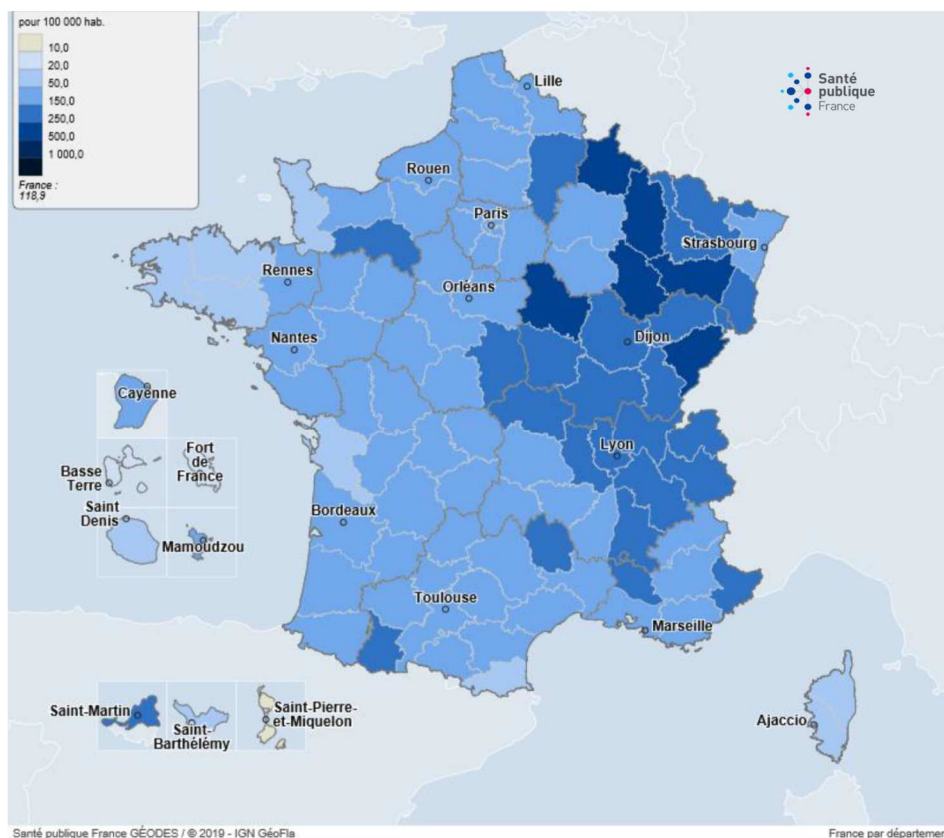 pour 100 000 hab.
10,0
20,0
50,0
150,0
250,0
500,0
1 000,0
France :
118,9
Santé
publique
France
Lille
Rouen
Paris
Strasbourg
Rennes
Orléans
Nantes
Dijon
Cayenne
Lyon
Basse
Terre
Fort
de
France
Bordeaux
Saint
Denis
Mamoudzou
Toulouse
Marseille
Saint-Martin
Saint-
Barthélémy
Saint-Pierre-
et-Miquelon
Ajaccio
Santé publique France GÉODES / © 2019 - IGN GéoFla
France par départemen